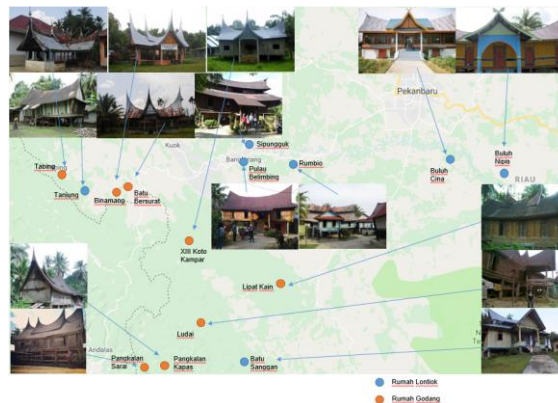 Pekanbaru
Sipungguk
Kuok
Bangkinang
Tabing
Pulau
Belimbing
Rumbio
Buluh
Cina
Buluh
Nipis
RIAU
Tanjung
Binamang
Batu
Bersurat
XIII Koto
Kampar
Lipat Kain
Ludai
Andalas
Pangkalan
Sarai
Pangkalan
Kapas
Batu
Sanggan
Rumah Lontiok
Rumah Godang